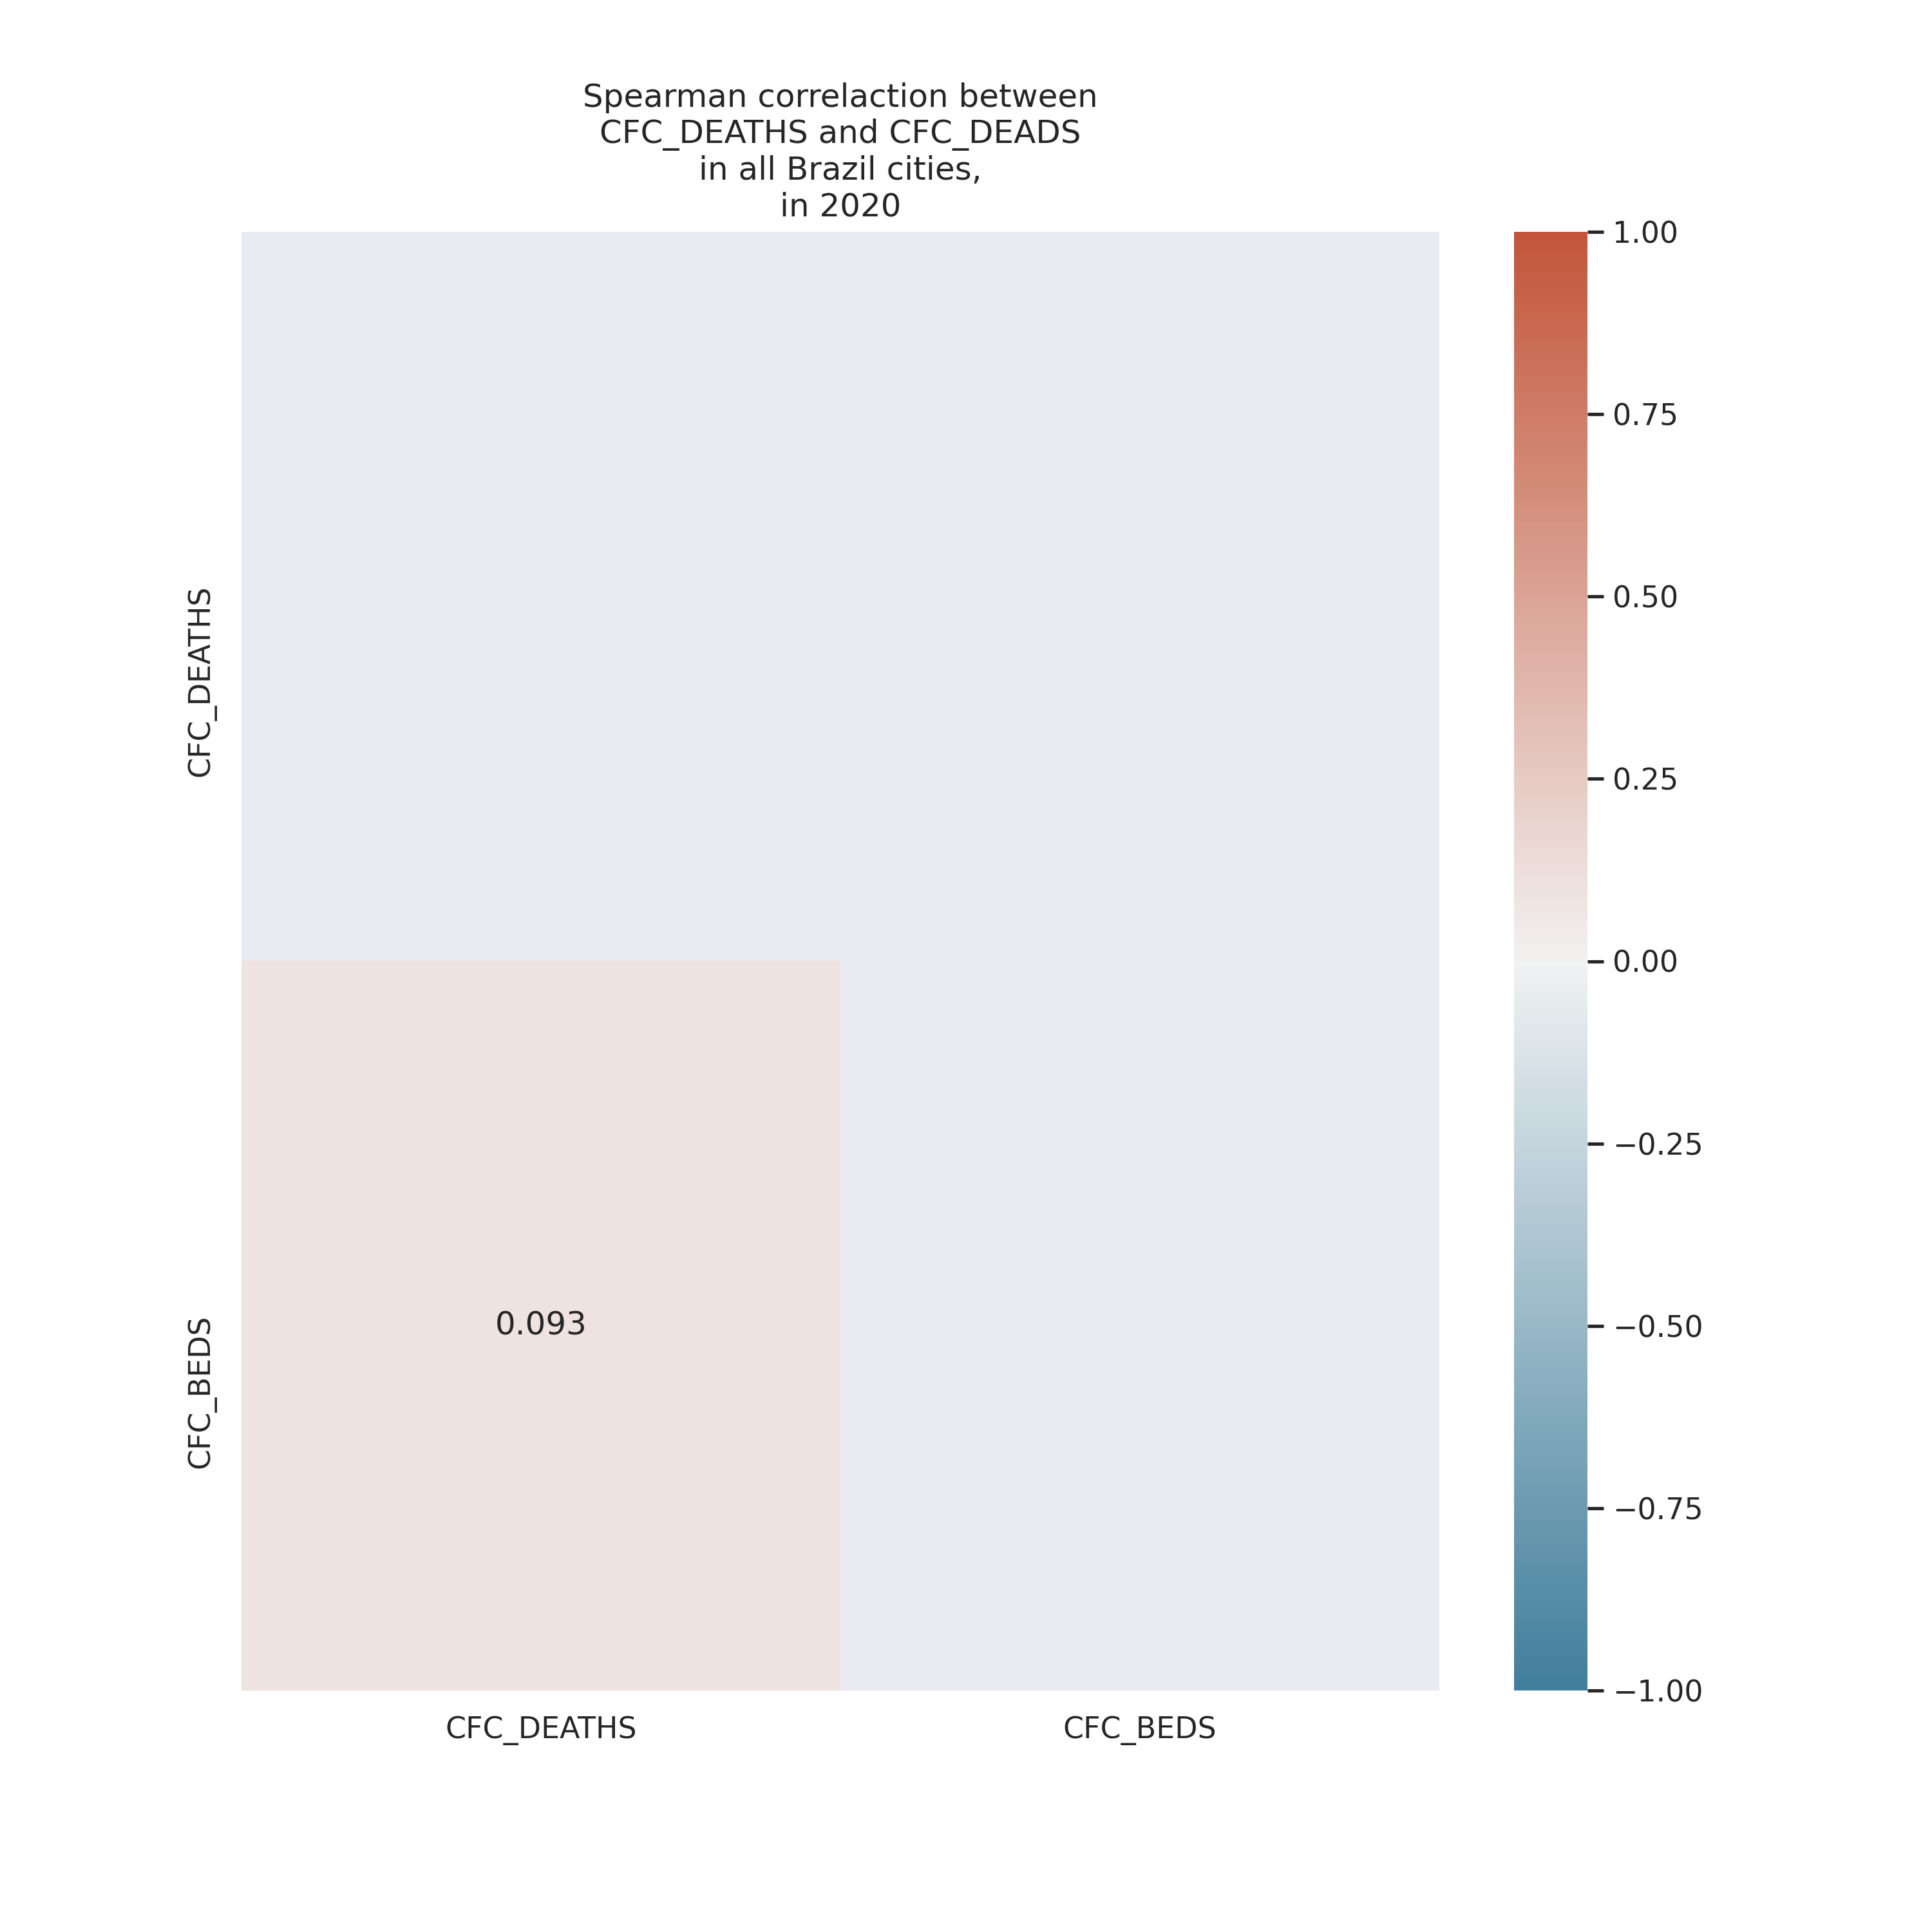 Spearman correlaction between
CFC_DEATHS and CFC_DEADS
in all Brazil cities,
in 2020
CFC_DEATHS
CFC_BEDS
0.093
CFC_DEATHS
CFC_BEDS
1.00
0.75
0.50
0.25
0.00
−0.25
−0.50
−0.75
−1.00